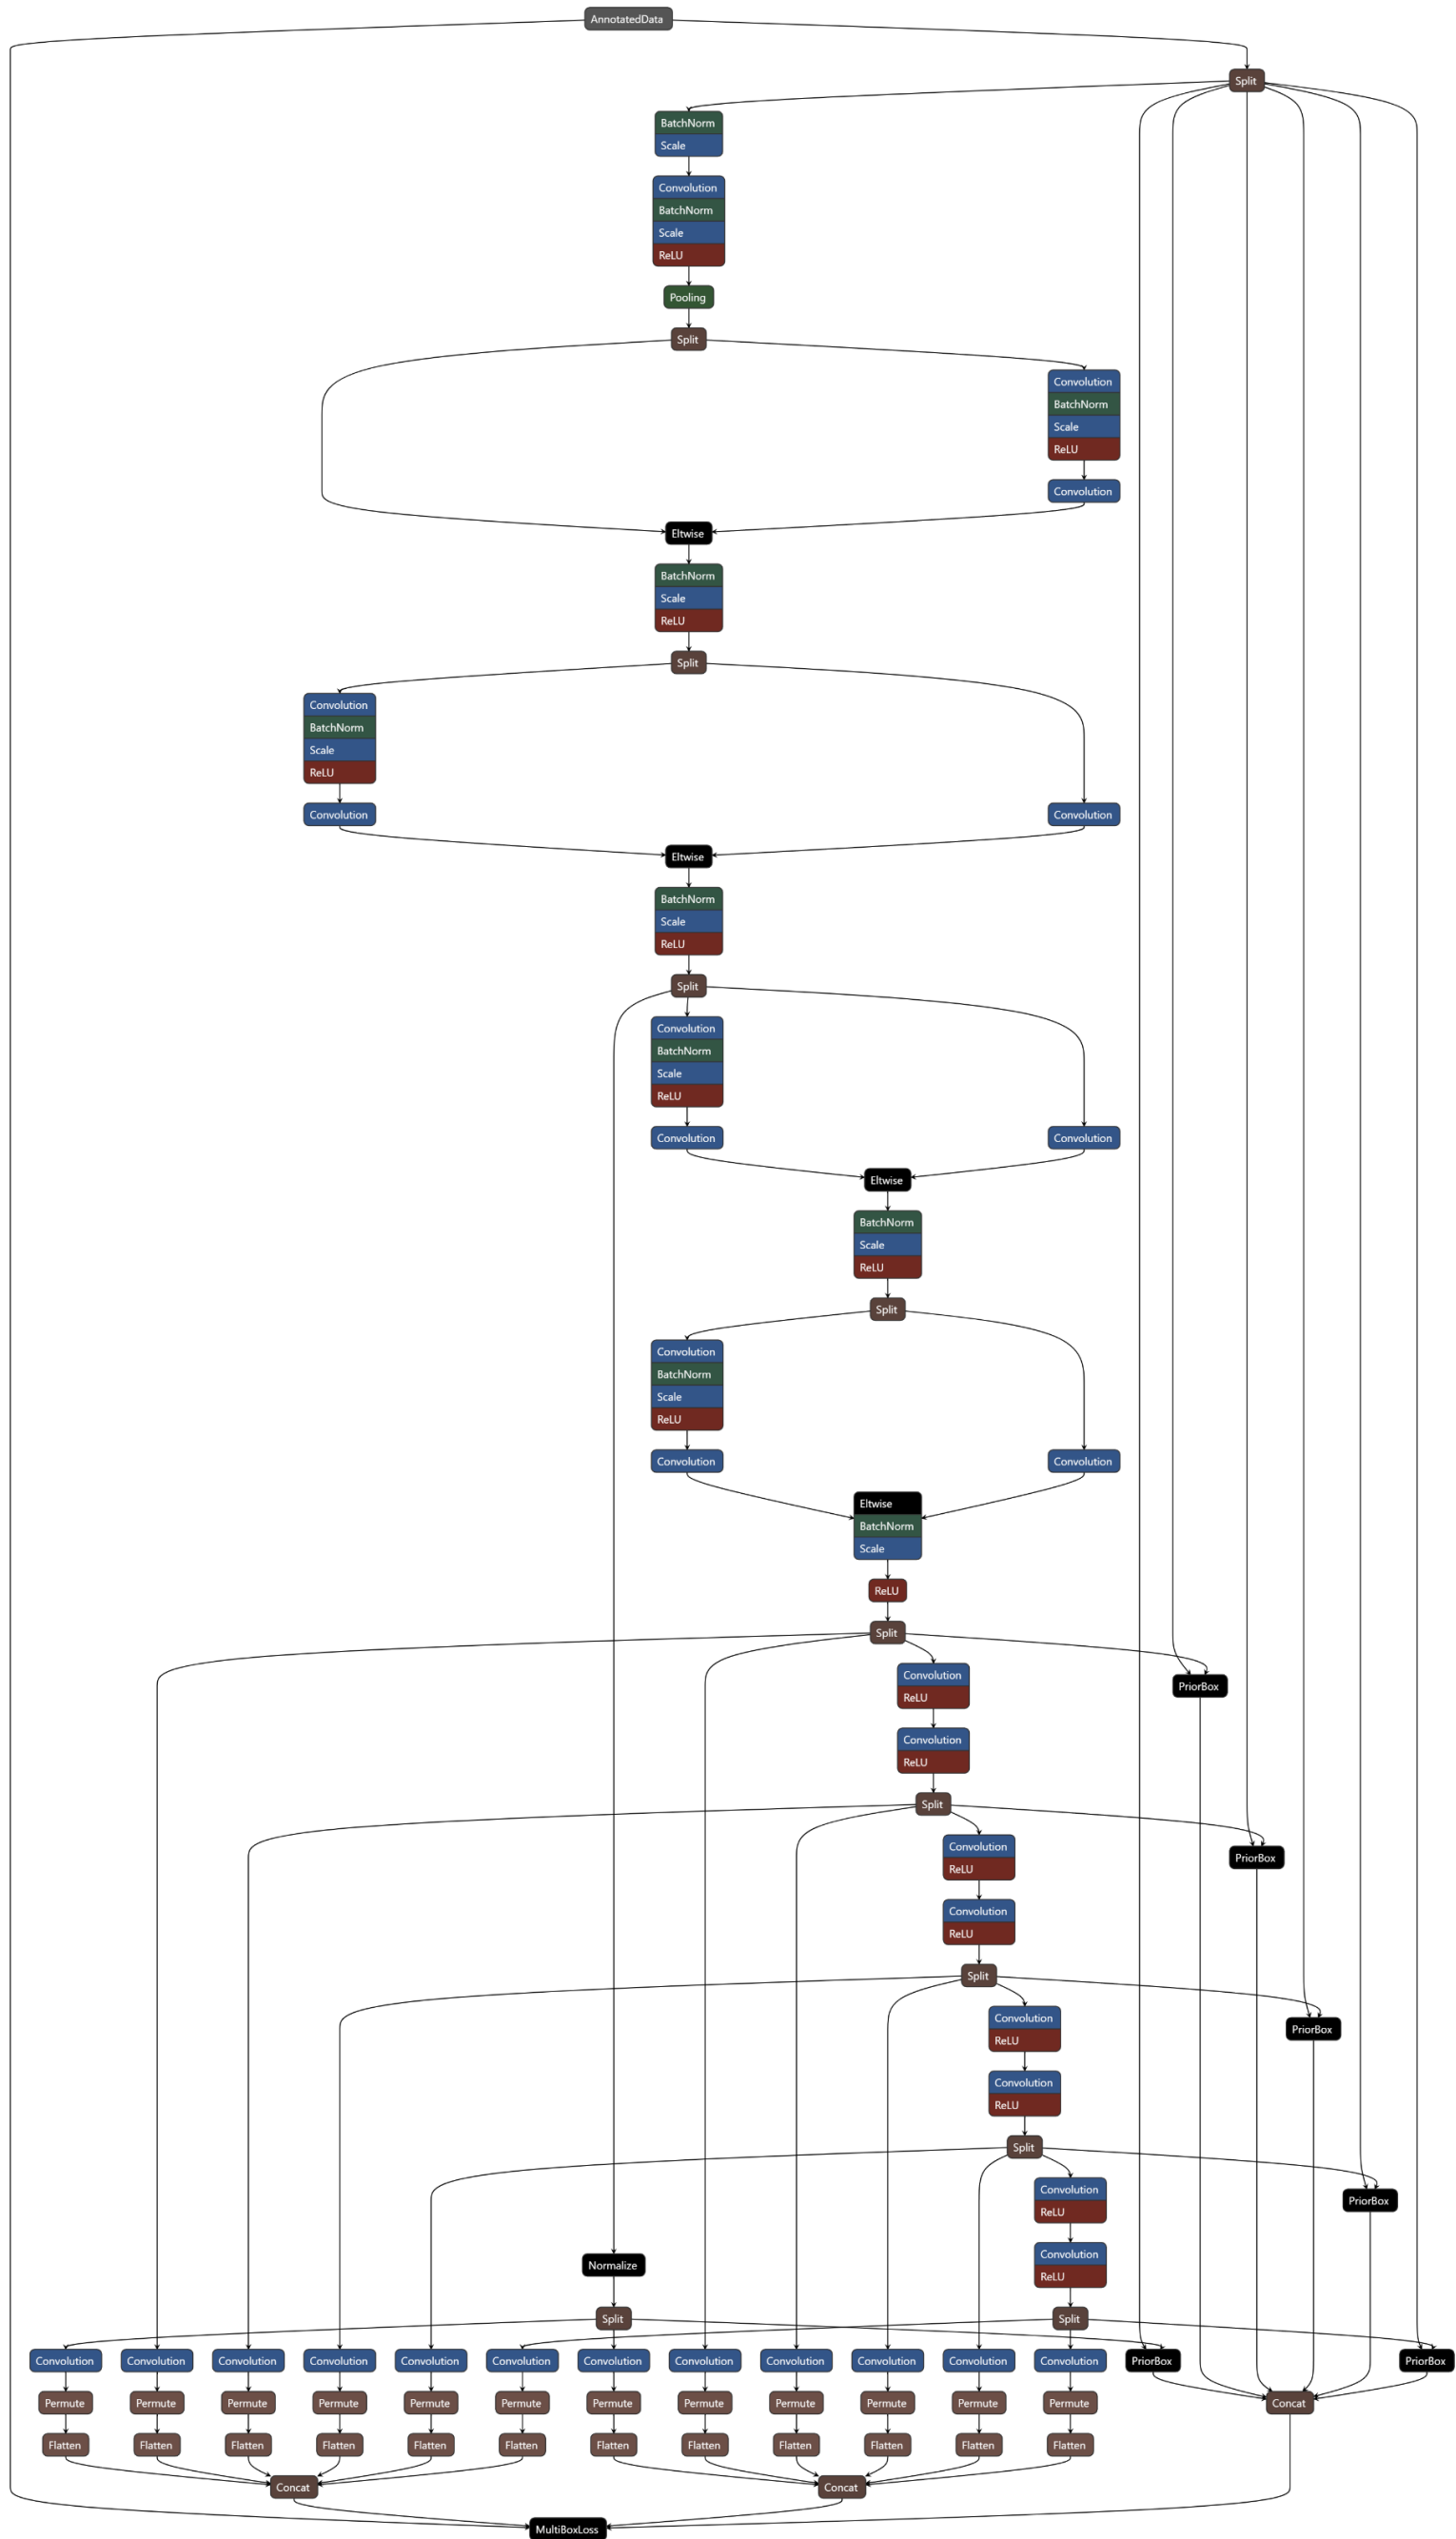 AnnotatedData
Split
BatchNorm
Scale
Convolution
BatchNorm
Scale
ReLU
Pooling
Split
Convolution
BatchNorm
Scale
ReLU
Convolution
Eltwise
BatchNorm
Scale
ReLU
Split
Convolution
BatchNorm
Scale
ReLU
Convolution
Convolution
Eltwise
BatchNorm
Scale
ReLU
Split
Convolution
BatchNorm
Scale
ReLU
Convolution
Convolution
Eltwise
BatchNorm
Scale
ReLU
Split
Convolution
BatchNorm
Scale
ReLU
Convolution
Convolution
Eltwise
BatchNorm
Scale
ReLU
Split
Convolution
ReLU
PriorBox
Convolution
ReLU
Split
Convolution
ReLU
PriorBox
Convolution
ReLU
Split
Convolution
ReLU
PriorBox
Convolution
ReLU
Split
Convolution
ReLU
PriorBox
Convolution
ReLU
Normalize
Split
Split
Convolution
Convolution
Convolution
Convolution
Convolution
Convolution
Convolution
Convolution
Convolution
Convolution
Convolution
Convolution
PriorBox
PriorBox
Permute
Permute
Permute
Permute
Permute
Permute
Permute
Permute
Permute
Permute
Permute
Permute
Concat
Flatten
Flatten
Flatten
Flatten
Flatten
Flatten
Flatten
Flatten
Flatten
Flatten
Flatten
Flatten
Concat
Concat
MultiBoxLoss